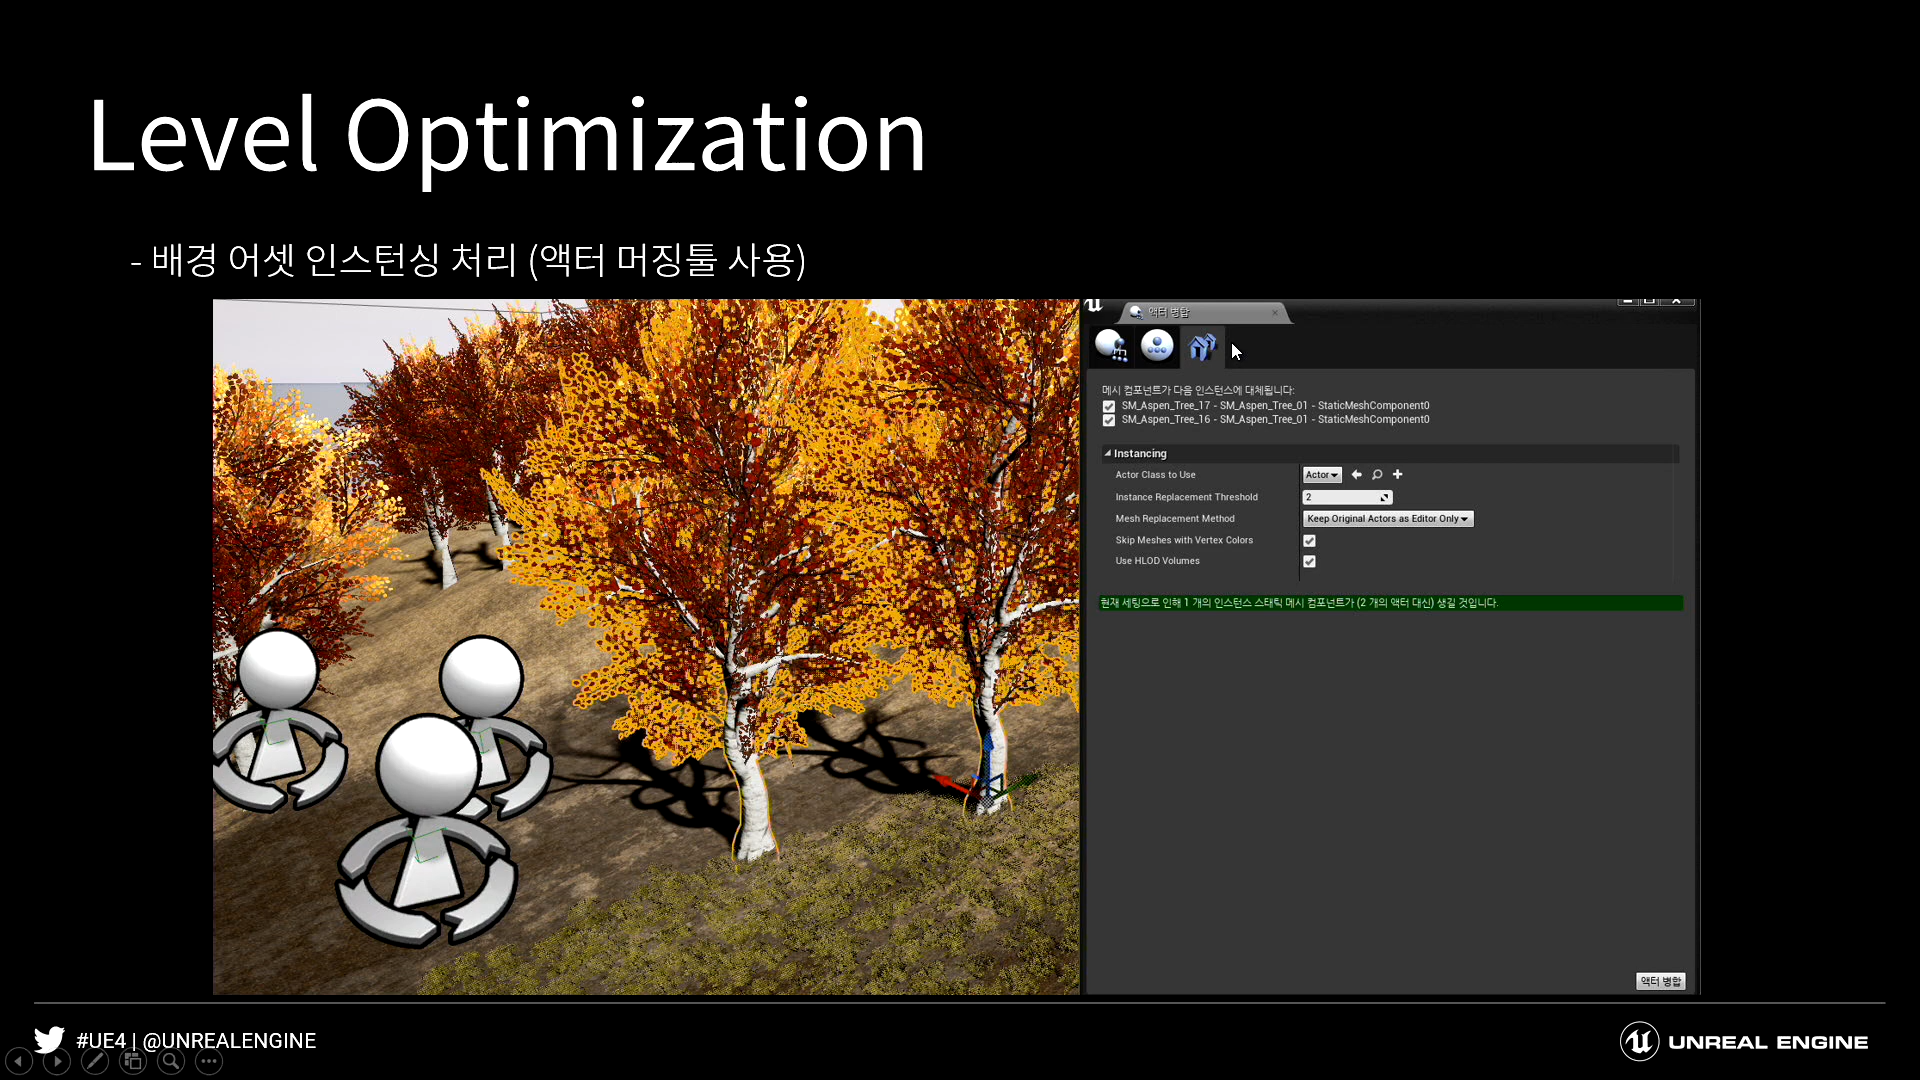 Level Optimization
- 배경 어셋 인스턴싱 처리 (액터 머징툴 사용)
액터 병합
메시 컴포넌트가 다음 인스턴스에 대체됩니다:
SM_Aspen_Tree_17 - SM_Aspen_Tree_01 - StaticMeshComponent0
SM_Aspen_Tree_16 - SM_Aspen_Tree_01 - StaticMeshComponent0
Instancing
Actor Class to Use Actor
Instance Replacement Threshold 2
Mesh Replacement Method Keep Original Actors as Editor Only
Skip Meshes with Vertex Colors
Use HLOD Volumes
현재 세팅으로 인해 1 개의 인스턴스 스태틱 메시 컴포넌트가 (2 개의 액터 대신) 생길 것입니다.
액터 병합
#UE4 | @UNREALENGINE
UNREAL ENGINE